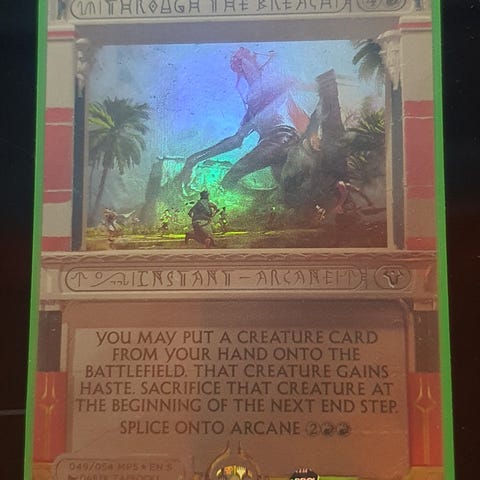 THROUGH THE BREACH 4
INSTANT – ARCANE
YOU MAY PUT A CREATURE CARD
FROM YOUR HAND ONTO THE
BATTLEFIELD. THAT CREATURE GAINS
HASTE. SACRIFICE THAT CREATURE AT
THE BEGINNING OF THE NEXT END STEP.
SPLICE ONTO ARCANE 2
049/054 MPS★EN S